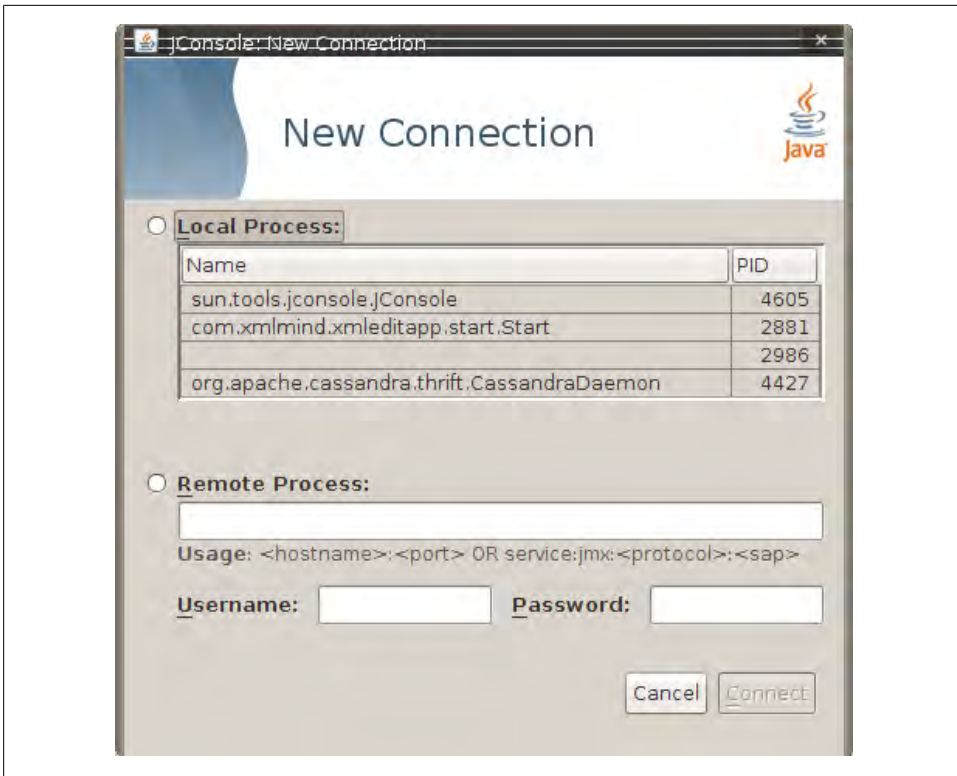 JConsole: New Connection
New Connection
Java
Local Process:
Name PID
sun.tools.jconsole.JConsole 4605
com.xmlmind.xmleditapp.start.Start 2881
2986
org.apache.cassandra.thrift.CassandraDaemon 4427
Remote Process:
Usage: <hostname>:<port> OR service:jmx:<protocol>:<sap>
Username: Password:
Cancel Connect